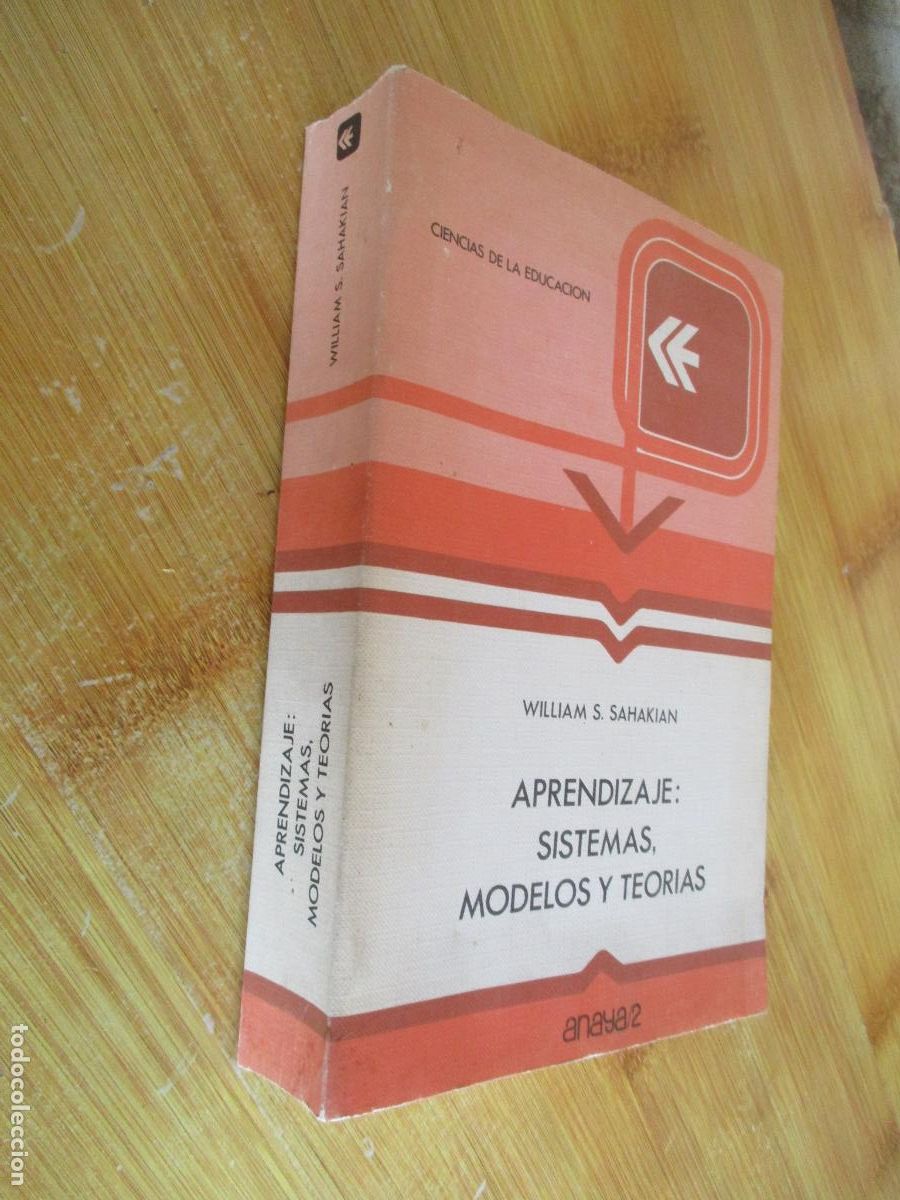 WILLIAM S. SAHAKIAN
APRENDIZAJE:
SISTEMAS,
MODELOS Y TEORIAS
CIENCIAS DE LA EDUCACION
WILLIAM S. SAHAKIAN
APRENDIZAJE:
SISTEMAS,
MODELOS Y TEORIAS
anaya/2
todocoleccion